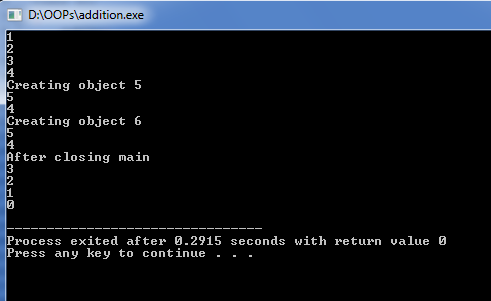 D:\OOPs\addition.exe
1
2
3
4
Creating object 5
5
4
Creating object 6
5
4
After closing main
3
2
1
0
--------------------------------
Process exited after 0.2915 seconds with return value 0
Press any key to continue . . .